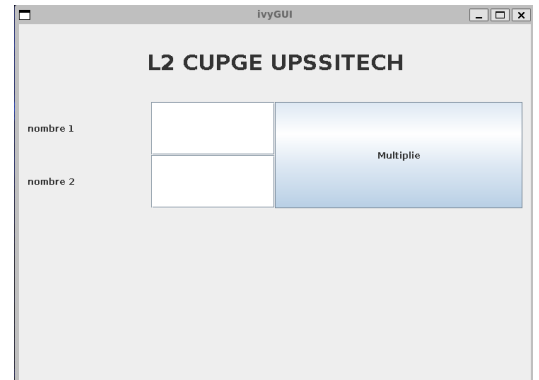 ivyGUI
L2 CUPGE UPSSITECH
nombre 1
Multiplie
nombre 2